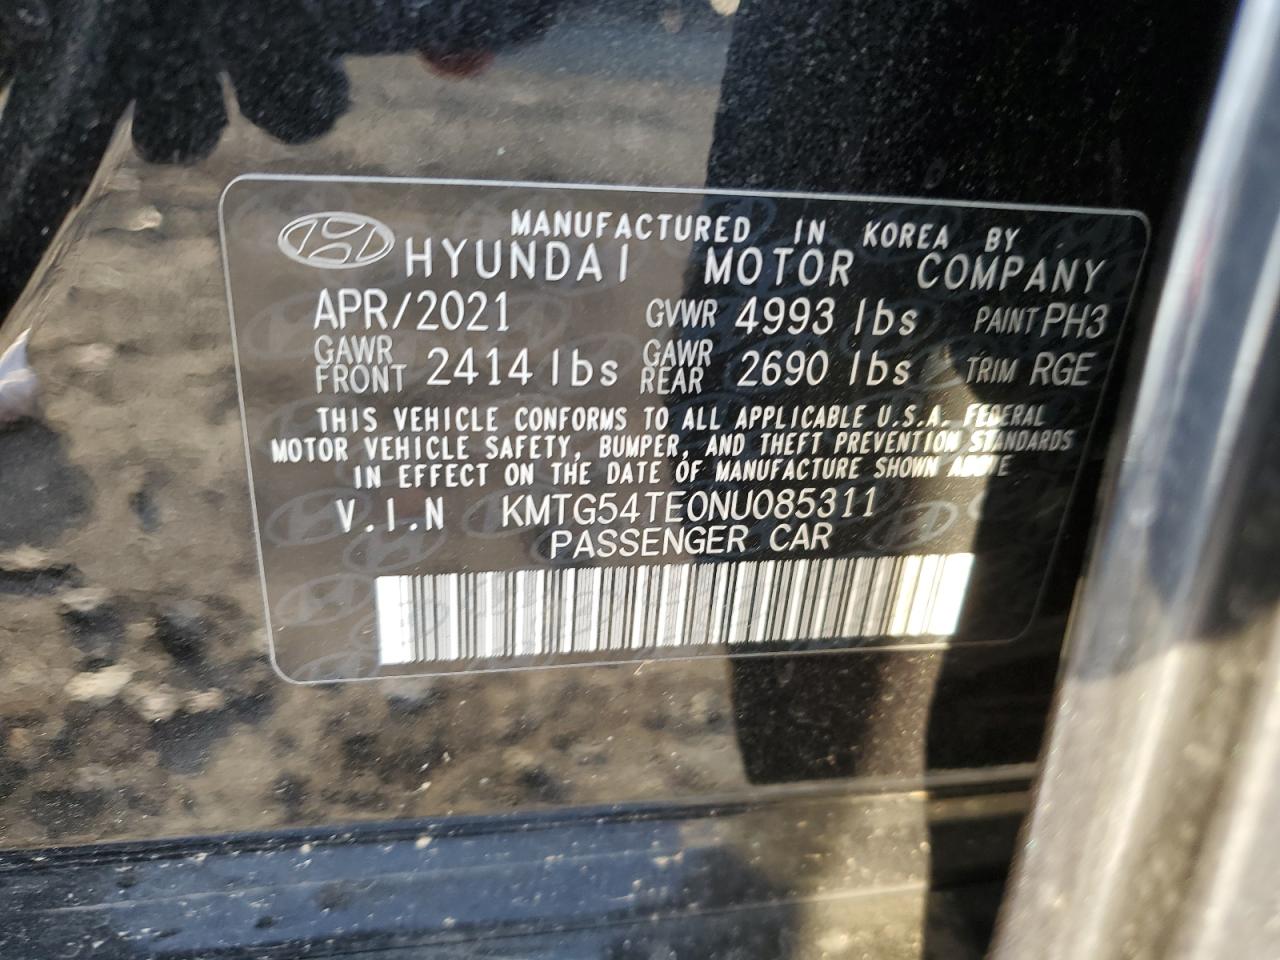 MANUFACTURED IN KOREA BY
HYUNDAI MOTOR COMPANY
APR/2021 GVWR 4993 lbs PAINT PH3
GAWR FRONT 2414 lbs GAWR REAR 2690 lbs TRIM RGE
THIS VEHICLE CONFORMS TO ALL APPLICABLE U.S.A. FEDERAL
MOTOR VEHICLE SAFETY, BUMPER, AND THEFT PREVENTION STANDARDS
IN EFFECT ON THE DATE OF MANUFACTURE SHOWN ABOVE
V.I.N KMTG54TE0NU085311
PASSENGER CAR